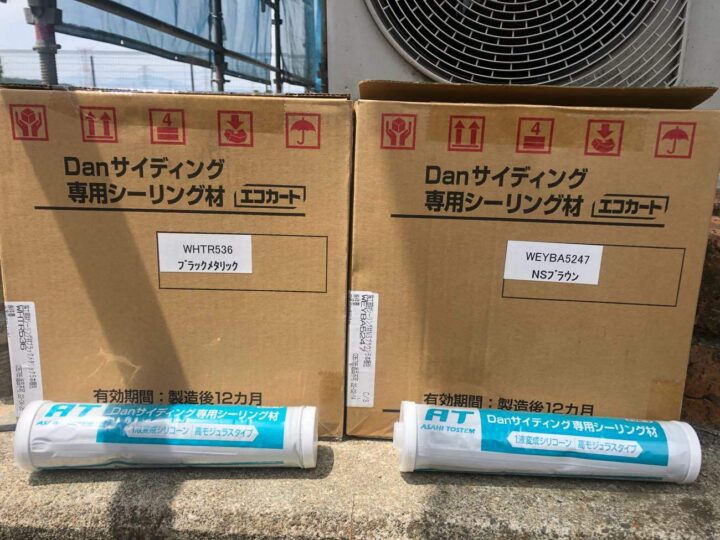 4
Danサイディング
専用シーリング材 エコカート
WHTR536
ブラックメタリック
WHTR536
有効期間：製造後12カ月
AT
ASAHI TOSTEM
Danサイディング専用シーリング材
1液変成シリコーン 高モジュラスタイプ
4
Danサイディング
専用シーリング材 エコカート
WEYBA5247
NSブラウン
WEYBA5247
有効期間：製造後12カ月
AT
ASAHI TOSTEM
Danサイディング専用シーリング材
1液変成シリコーン 高モジュラスタイプ